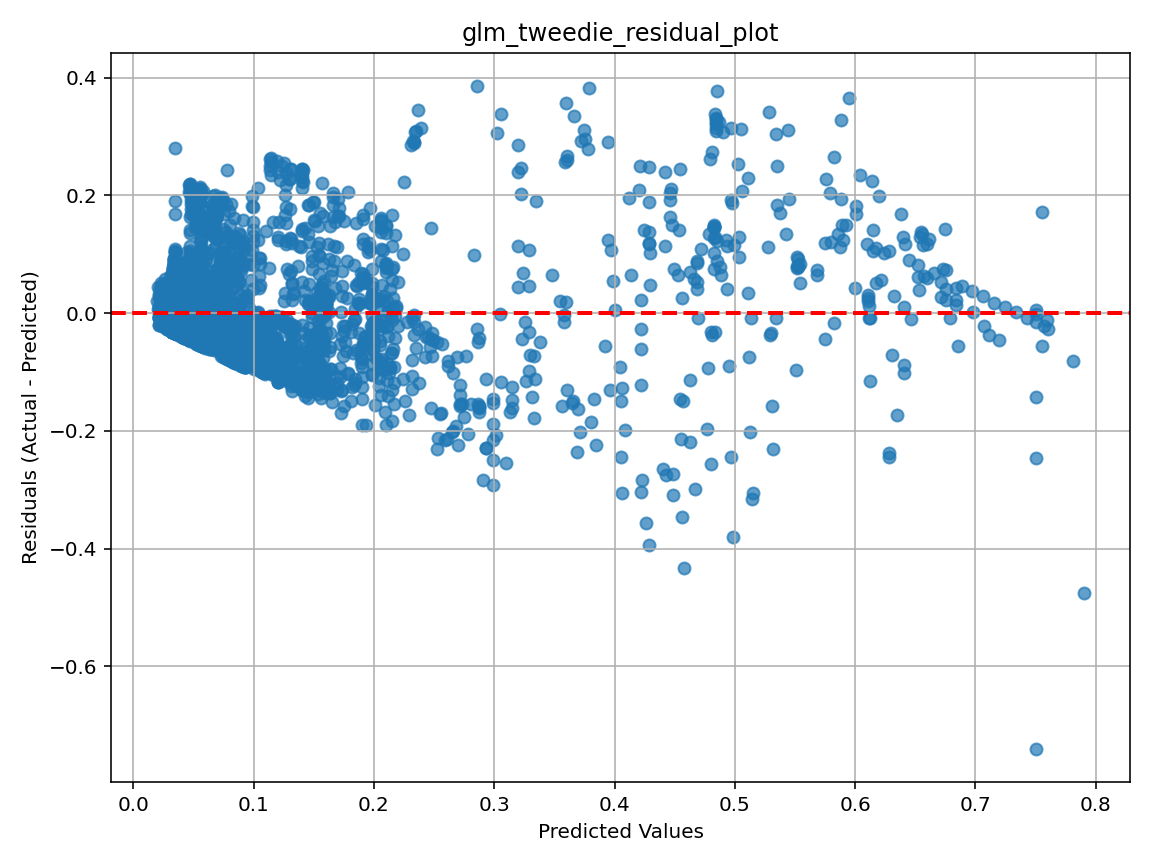 glm_tweedie_residual_plot
Residuals (Actual - Predicted)
0.4
0.2
0.0
−0.2
−0.4
−0.6
0.0 0.1 0.2 0.3 0.4 0.5 0.6 0.7 0.8
Predicted Values